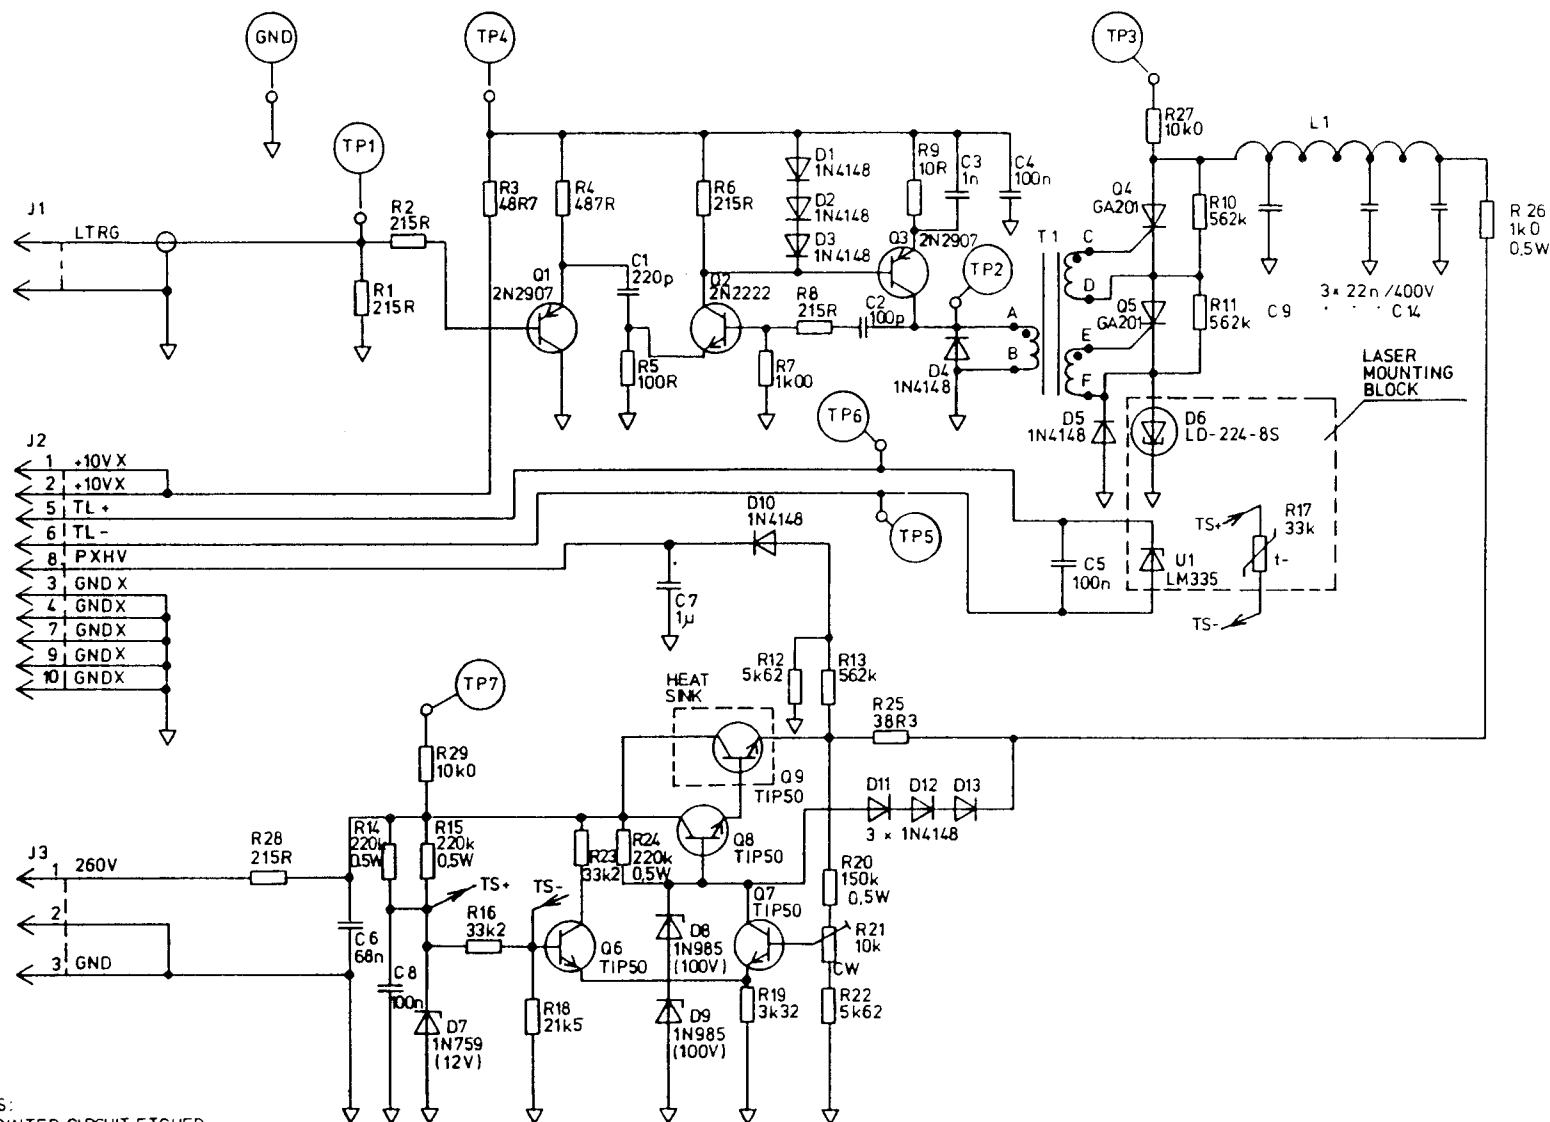 GND
TP4
TP3
TP1
R27
10k0
L1
D1
1N4148
R9
10R
C3
1n
C4
100n
J1
LTRG
R2
215R
R3
48R7
R4
487R
R6
215R
D2
1N4148
D3
1N4148
Q3
2N2907
Q4
GA201
R10
562k
R 26
1k0
0.5W
T1
C
D
TP2
R1
215R
Q1
2N2907
C1
220p
Q2
2N2222
R8
215R
C2
100p
A
B
Q5
GA201
R11
562k
E
F
C9
3 x 22n /400V
C14
R5
100R
R7
1k00
D4
1N4148
LASER
MOUNTING
BLOCK
TP6
D5
1N4148
D6
LD-224-8S
J2
1 +10VX
2 +10VX
5 TL+
6 TL-
8 PXHV
3 GNDX
4 GNDX
7 GNDX
9 GNDX
10 GNDX
D10
1N4148
TP5
TS+
R17
33k
t-
C5
100n
U1
LM335
TS-
C7
1µ
TP7
HEAT
SINK
R12
5k62
R13
562k
R25
38R3
R29
10k0
Q9
TIP50
D11 D12 D13
3 x 1N4148
R14
220k
0.5W
R15
220k
0,5W
R23
33k2
R24
220k
0,5W
Q8
TIP50
J3
1 260V
R28
215R
TS+
TS-
R20
150k
0,5W
2
R16
33k2
Q7
TIP50
R21
10k
CW
3 GND
C6
68n
C8
100n
Q6
TIP50
D8
1N985
(100V)
R18
21k5
R19
3k32
R22
5k62
D7
1N759
(12V)
D9
1N985
(100V)
S: